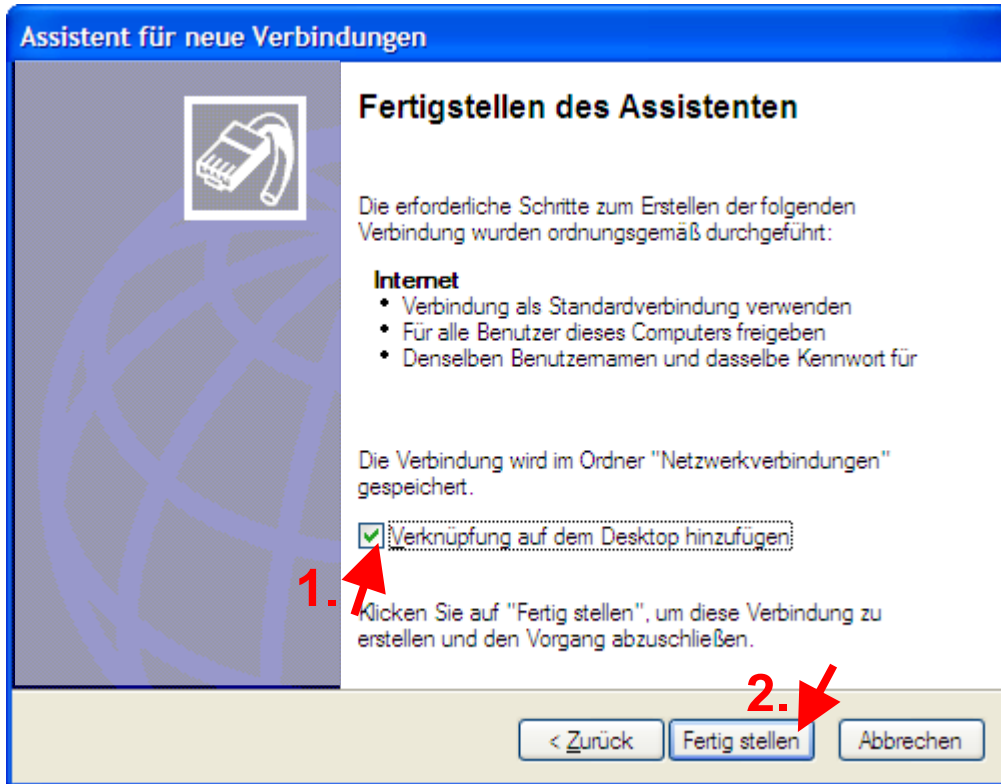 Assistent für neue Verbindungen
Fertigstellen des Assistenten
Die erforderliche Schritte zum Erstellen der folgenden
Verbindung wurden ordnungsgemäß durchgeführt:
Internet
• Verbindung als Standardverbindung verwenden
• Für alle Benutzer dieses Computers freigeben
• Denselben Benutzernamen und dasselbe Kennwort für
Die Verbindung wird im Ordner "Netzwerkverbindungen"
gespeichert.
Verknüpfung auf dem Desktop hinzufügen
1.
Klicken Sie auf "Fertig stellen", um diese Verbindung zu
erstellen und den Vorgang abzuschließen.
2.
< Zurück
Fertig stellen
Abbrechen